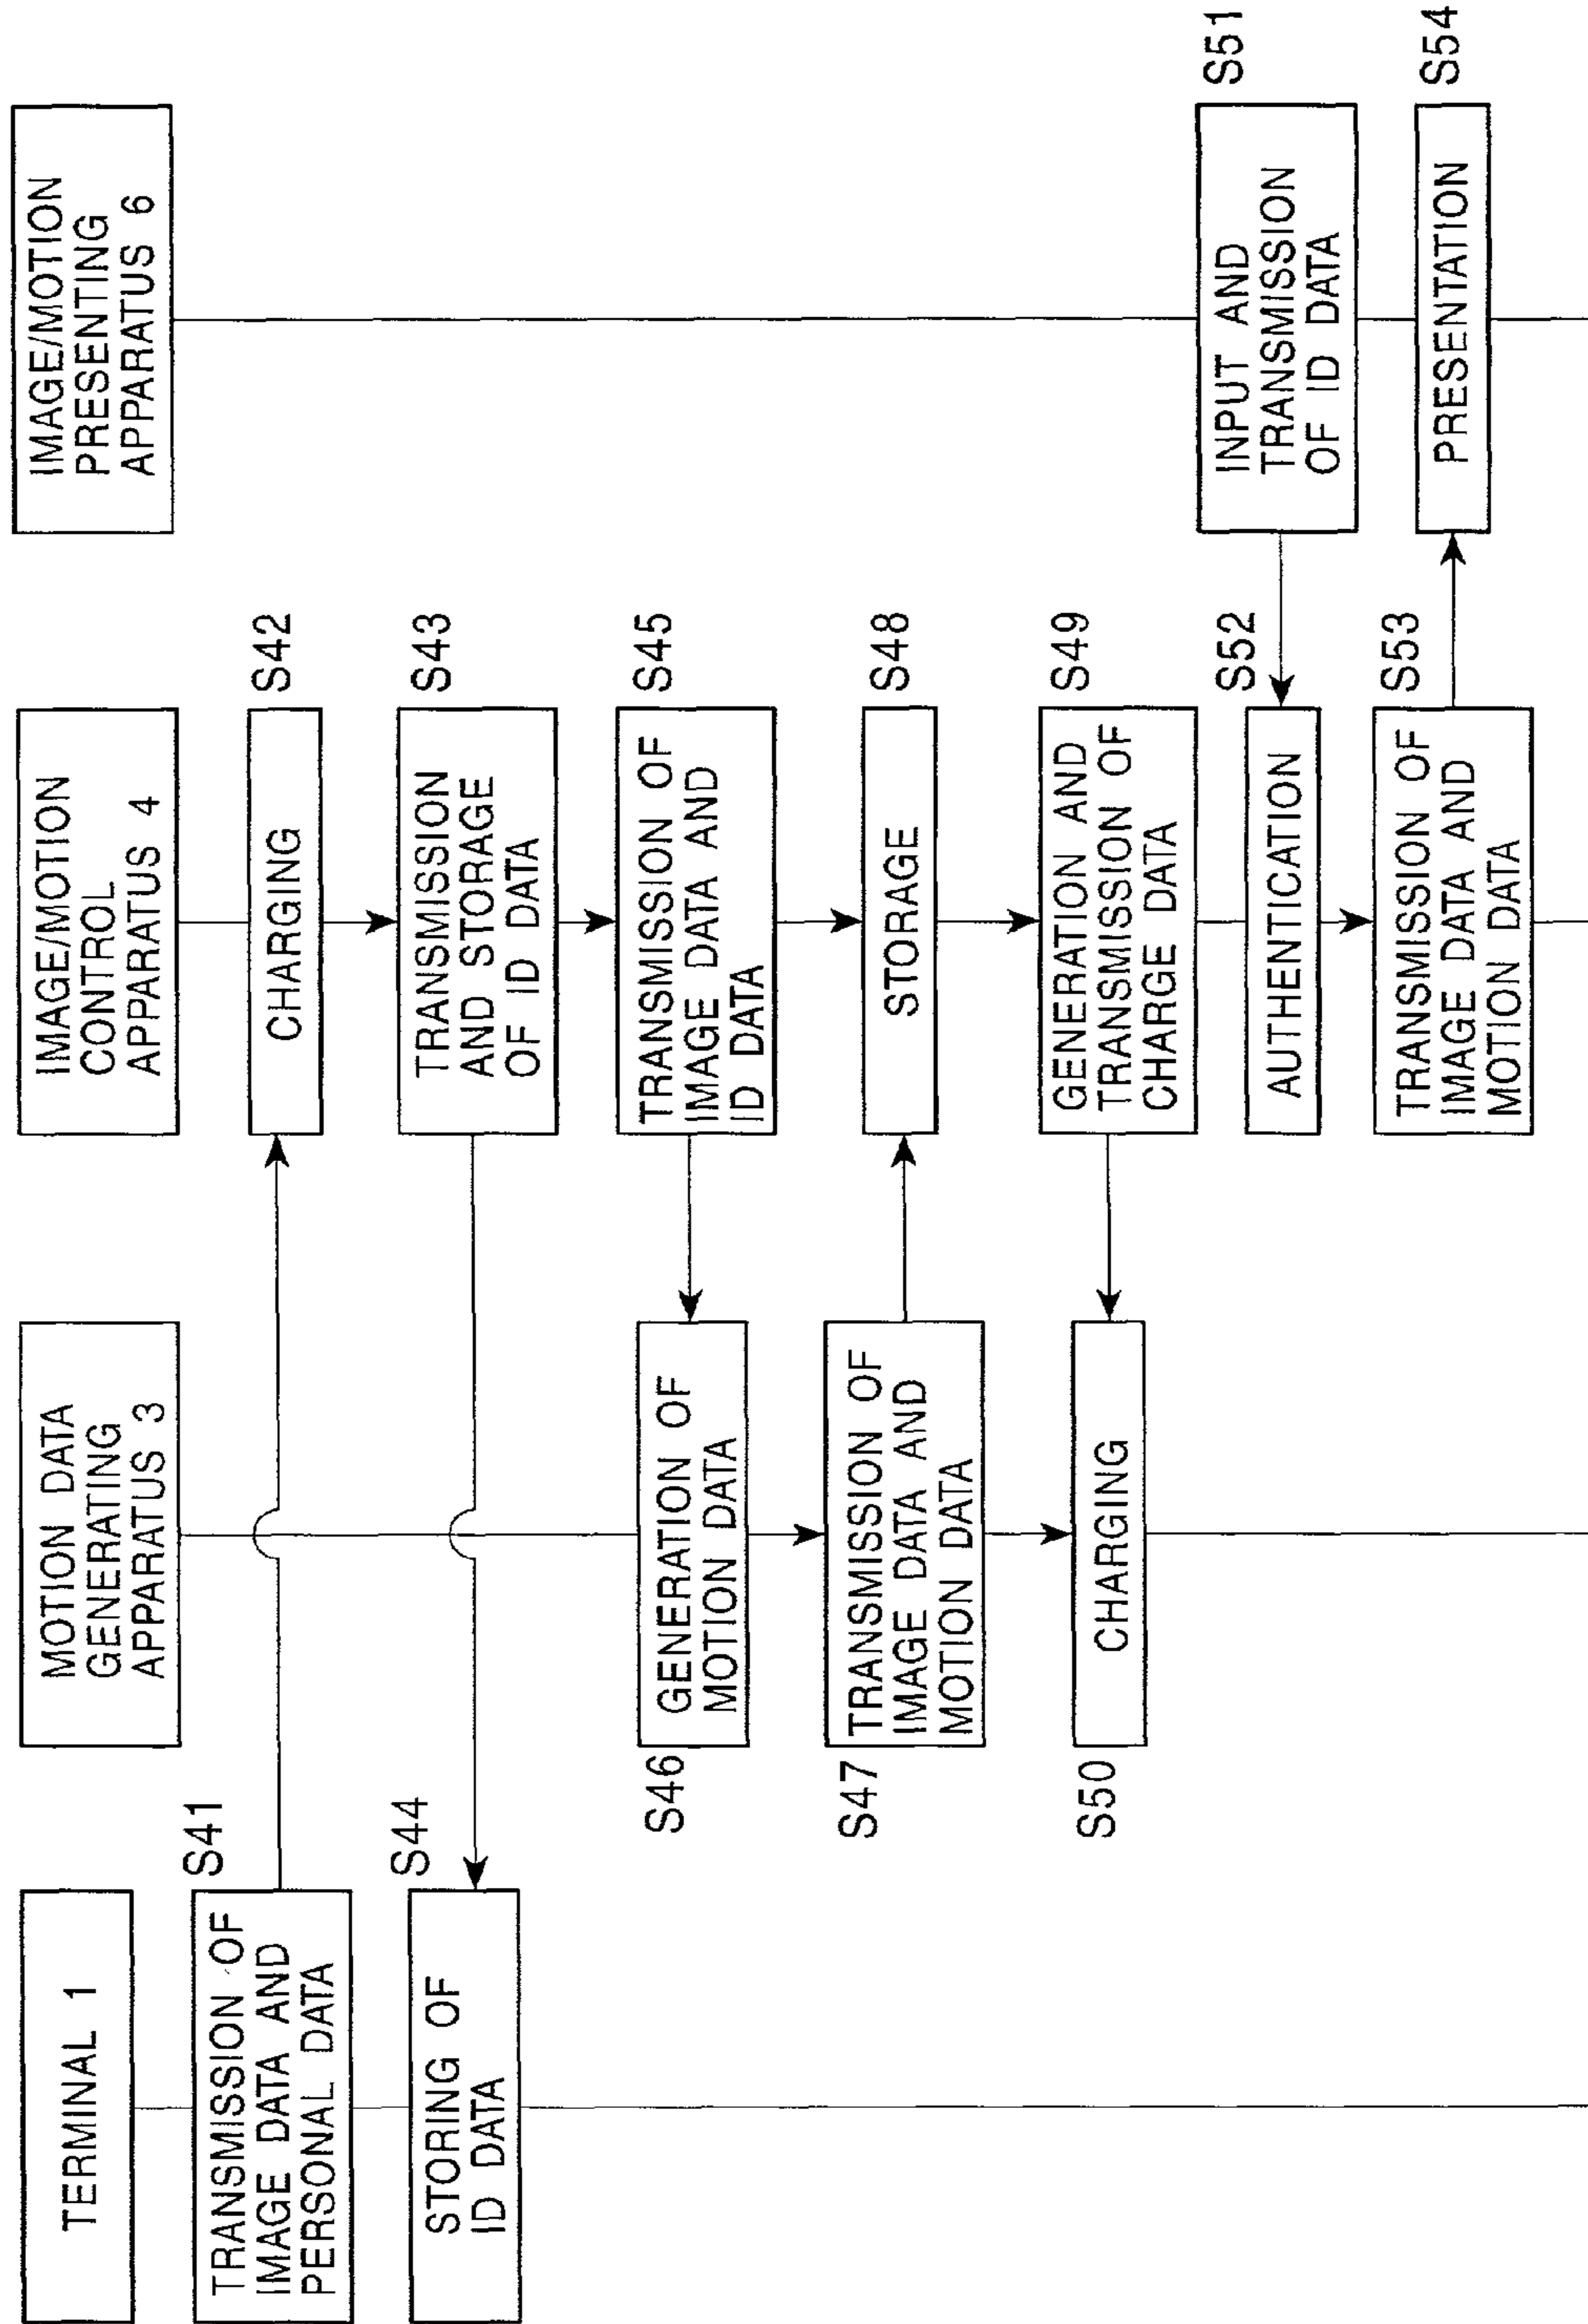 TERMINAL 1
MOTION DATA
GENERATING
APPARATUS 3
IMAGE/MOTION
CONTROL
APPARATUS 4
IMAGE/MOTION
PRESENTING
APPARATUS 6
S41
TRANSMISSION OF
IMAGE DATA AND
PERSONAL DATA
CHARGING
S42
TRANSMISSION
AND STORAGE
OF ID DATA
S43
S44
STORING OF
ID DATA
TRANSMISSION OF
IMAGE DATA AND
ID DATA
S45
S46
GENERATION OF
MOTION DATA
S47
TRANSMISSION OF
IMAGE DATA AND
MOTION DATA
STORAGE
S48
GENERATION AND
TRANSMISSION OF
CHARGE DATA
S49
S50
CHARGING
INPUT AND
TRANSMISSION
OF ID DATA
S51
S52
AUTHENTICATION
TRANSMISSION OF
IMAGE DATA AND
MOTION DATA
S53
PRESENTATION
S54